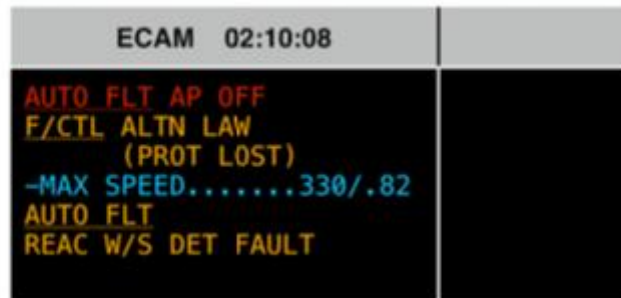 ECAM 02:10:08
AUTO FLT AP OFF
F/CTL ALTN LAW
(PROT LOST)
-MAX SPEED.......330/.82
AUTO FLT
REAC W/S DET FAULT